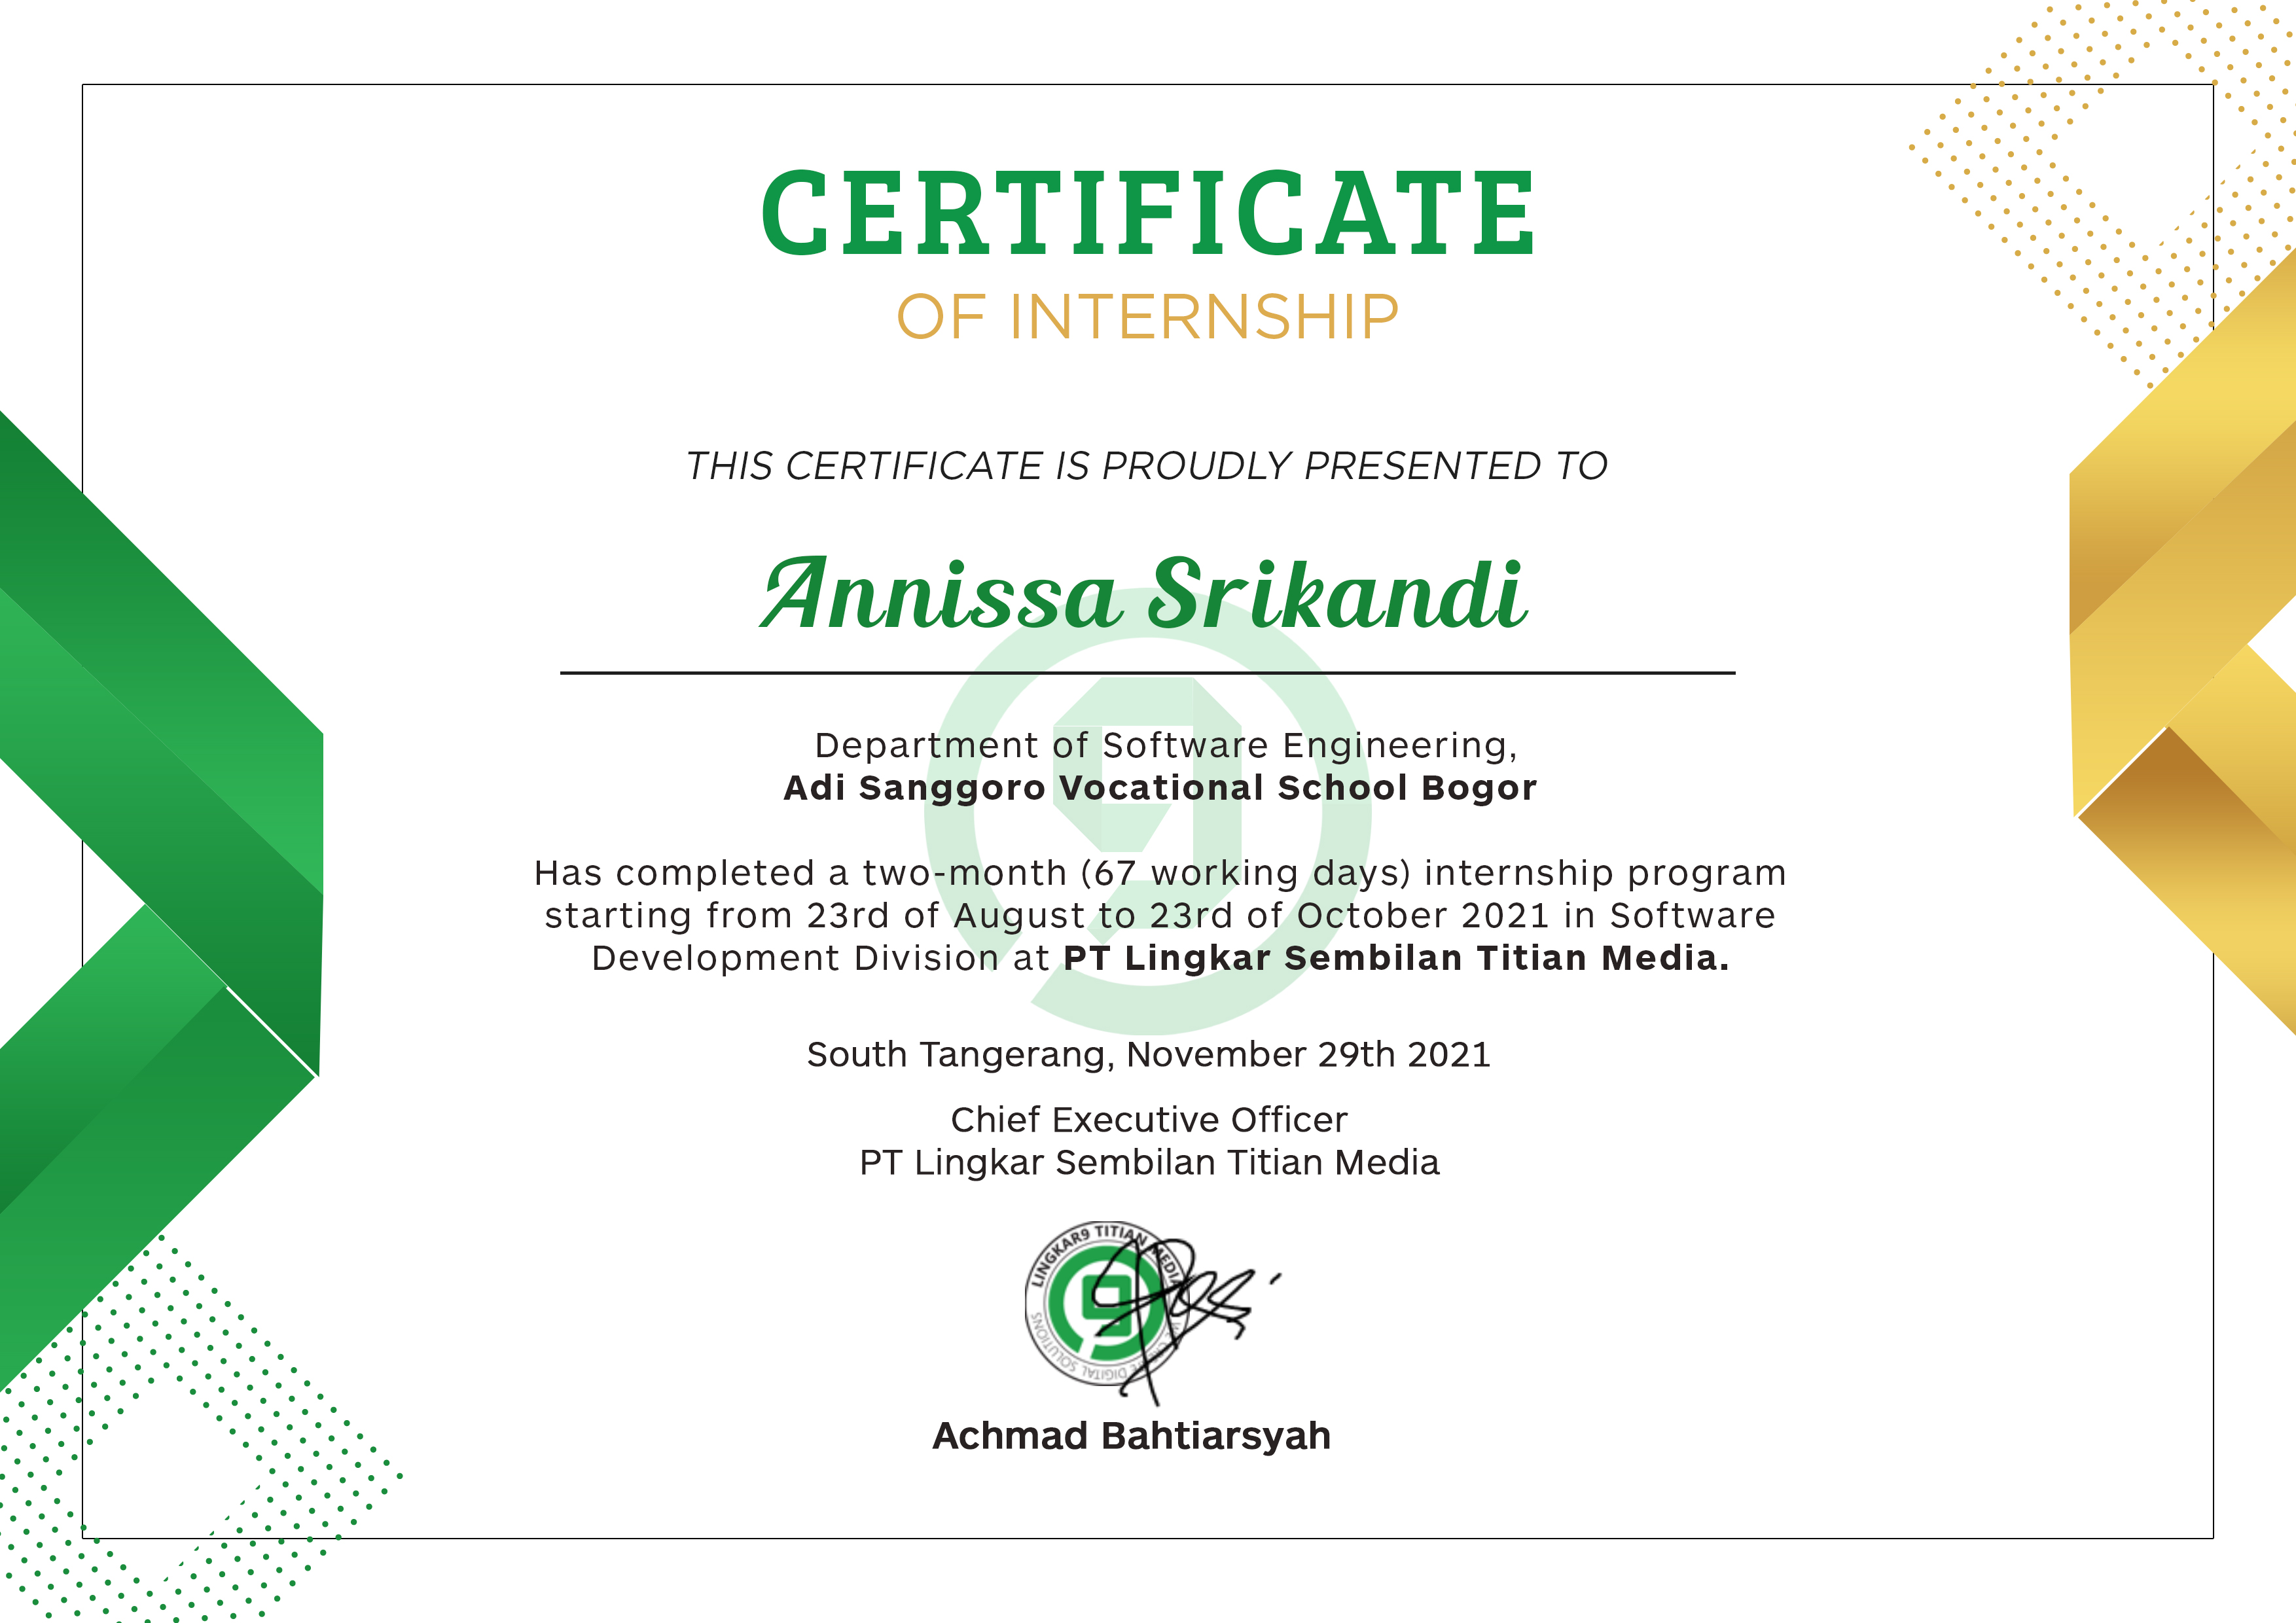 CERTIFICATE
OF INTERNSHIP
THIS CERTIFICATE IS PROUDLY PRESENTED TO
Annissa Srikandi
Department of Software Engineering,
Adi Sanggoro Vocational School Bogor
Has completed a two-month (67 working days) internship program
starting from 23rd of August to 23rd of October 2021 in Software
Development Division at PT Lingkar Sembilan Titian Media.
South Tangerang, November 29th 2021
Chief Executive Officer
PT Lingkar Sembilan Titian Media
LINGKAR9 TITIAN MEDIA
DIGITAL SOLUTIONS
Achmad Bahtiarsyah